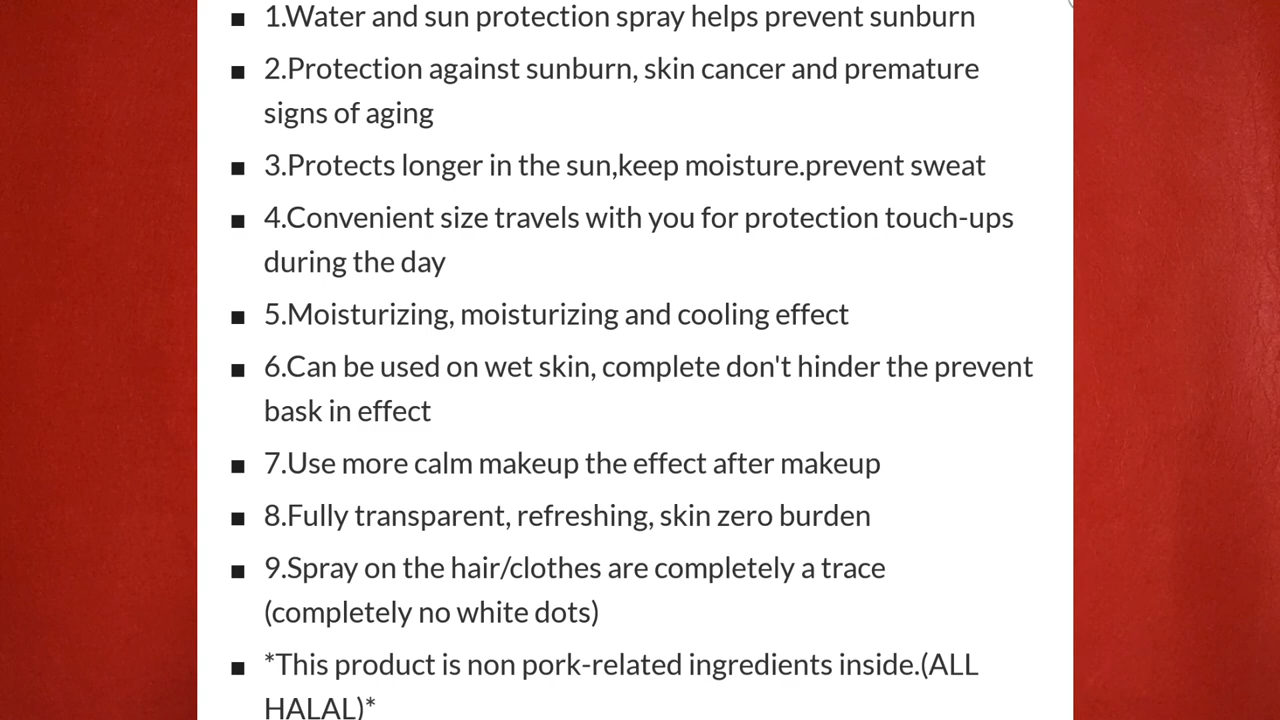 ■ 1.Water and sun protection spray helps prevent sunburn
■ 2.Protection against sunburn, skin cancer and premature
signs of aging
■ 3.Protects longer in the sun,keep moisture.prevent sweat
■ 4.Convenient size travels with you for protection touch-ups
during the day
■ 5.Moisturizing, moisturizing and cooling effect
■ 6.Can be used on wet skin, complete don't hinder the prevent
bask in effect
■ 7.Use more calm makeup the effect after makeup
■ 8.Fully transparent, refreshing, skin zero burden
■ 9.Spray on the hair/clothes are completely a trace
(completely no white dots)
■ *This product is non pork-related ingredients inside.(ALL
HALAL)*